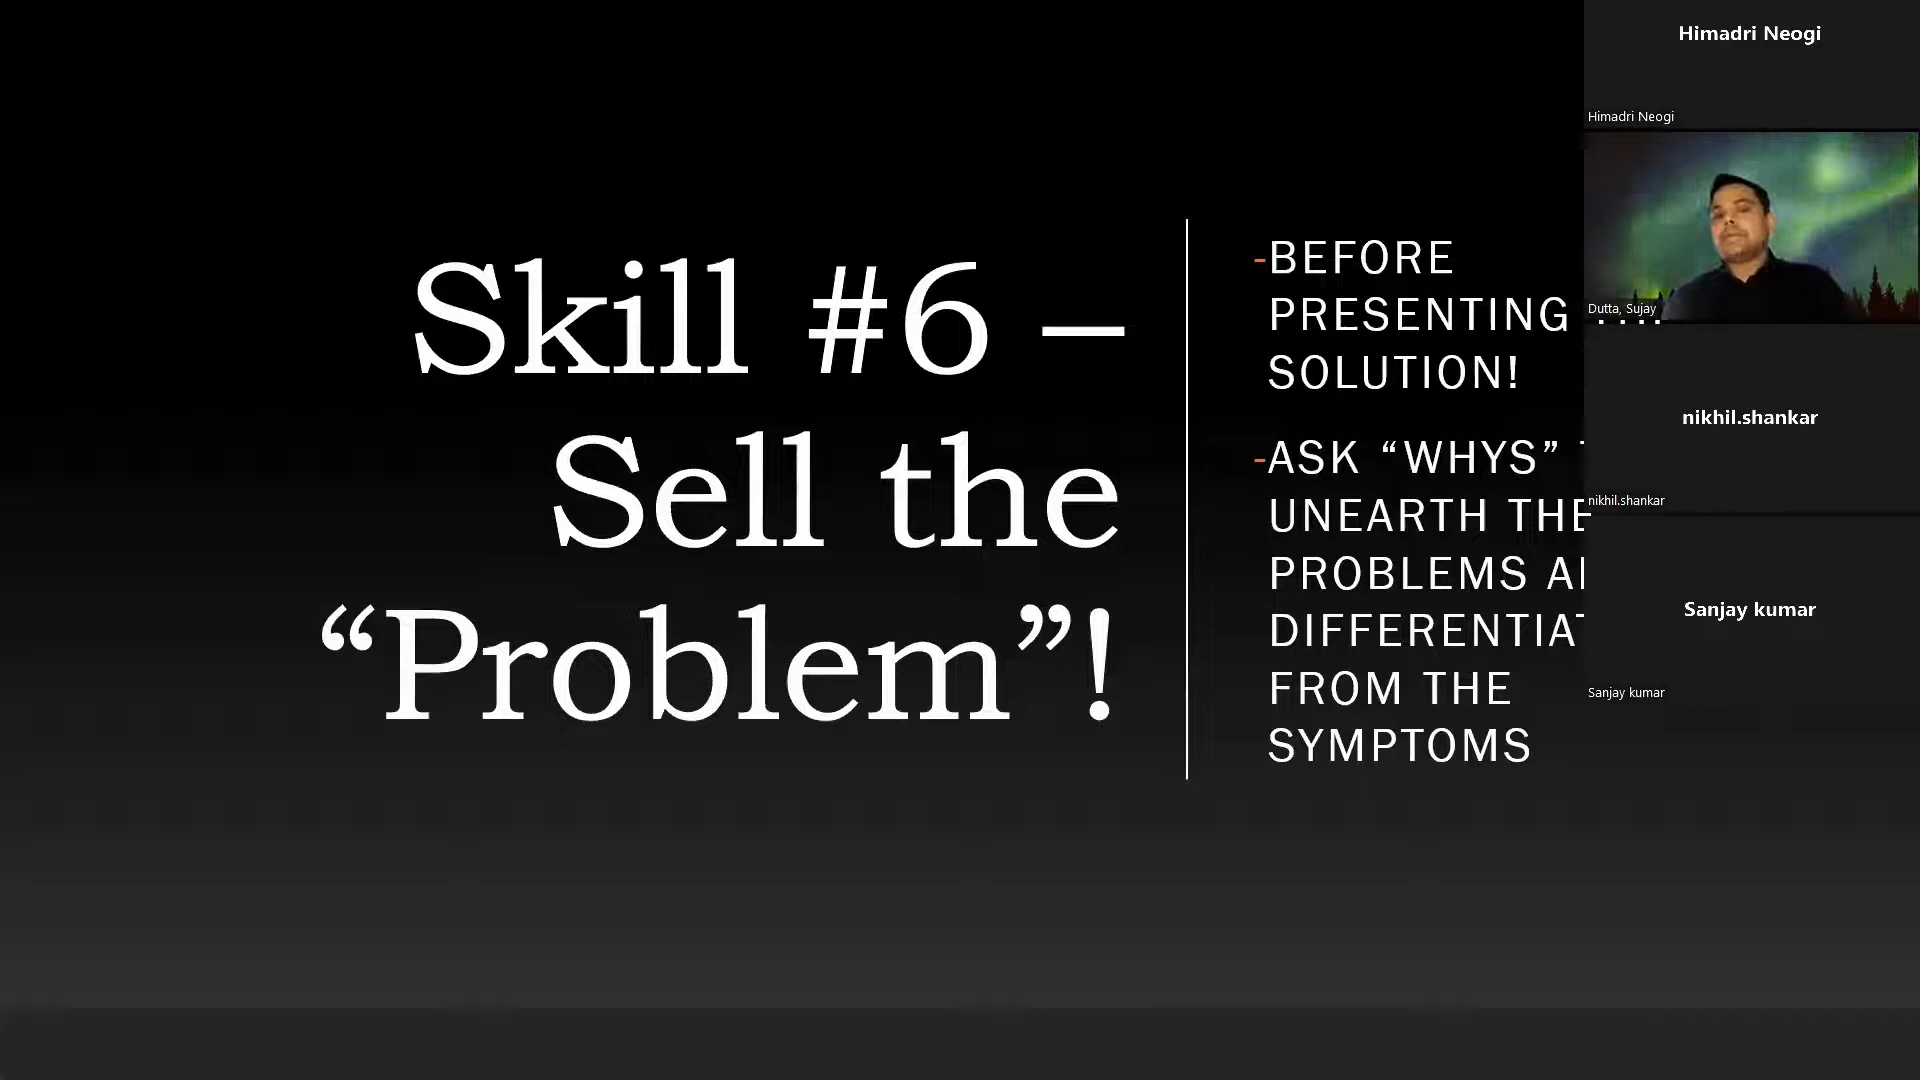 Skill #6 –
Sell the
“Problem”!
-BEFORE
PRESENTING
SOLUTION!
-ASK “WHYS”
UNEARTH THE
PROBLEMS
DIFFERENTIAT
FROM THE
SYMPTOMS
Himadri Neogi
Himadri Neogi
Dutta, Sujay
nikhil.shankar
nikhil.shankar
Sanjay kumar
Sanjay kumar